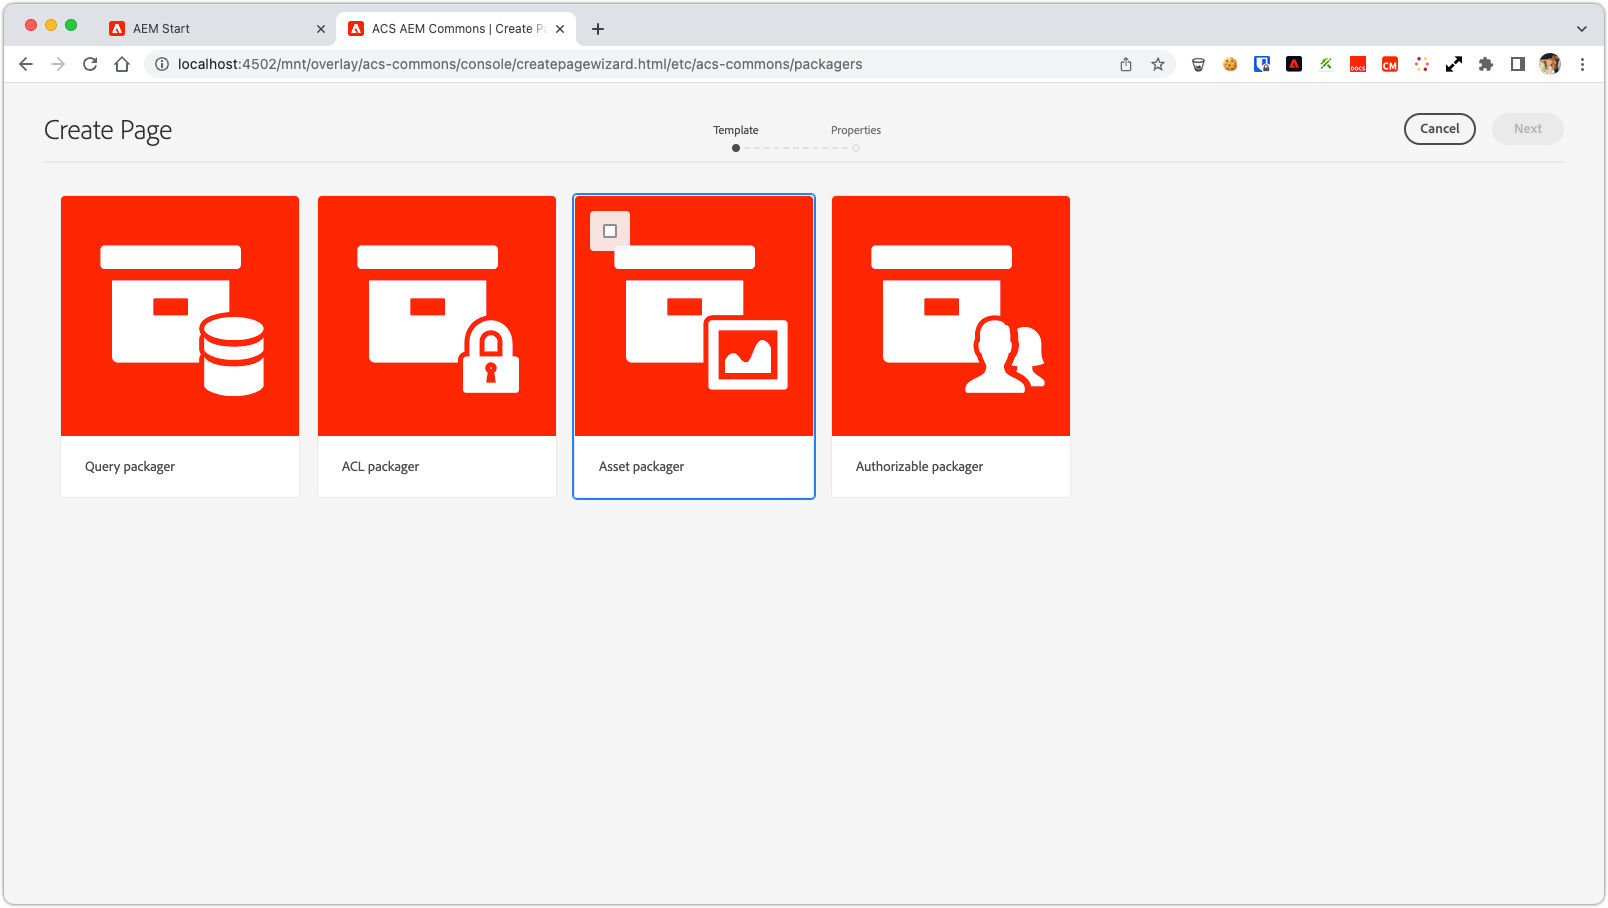 AEM Start
ACS AEM Commons | Create P
localhost:4502/mnt/overlay/acs-commons/console/createpagewizard.html/etc/acs-commons/packagers
DOCS
CM
Create Page
Template
Properties
Cancel
Next
Query packager
ACL packager
Asset packager
Authorizable packager